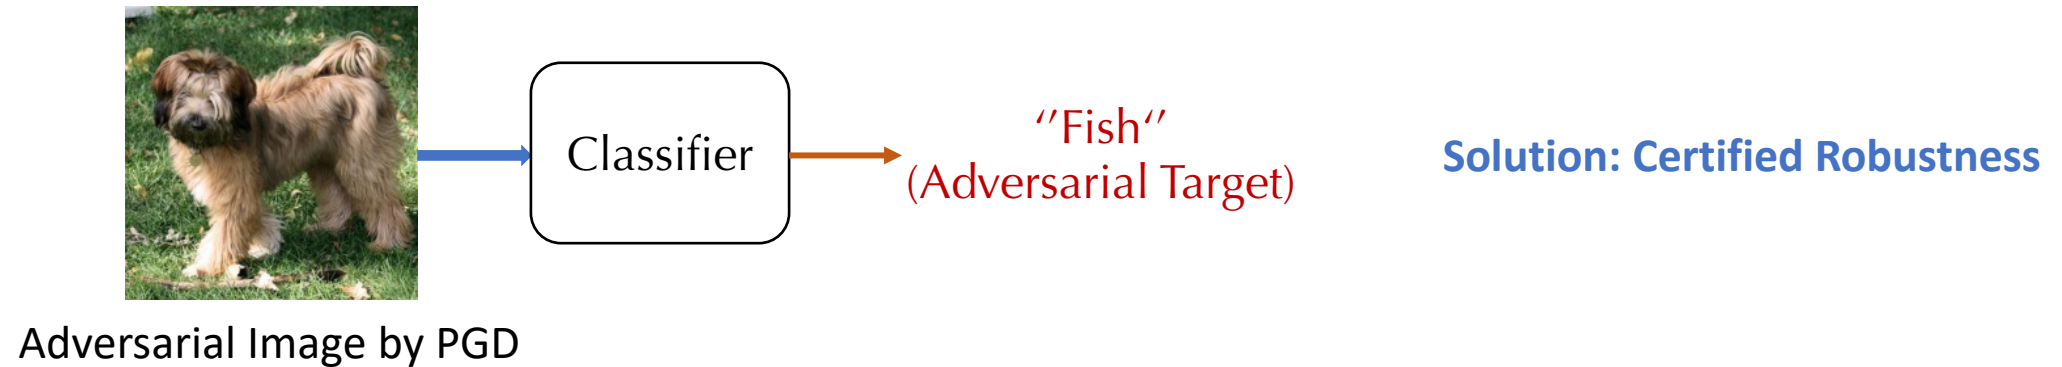 Classifier
‘’Fish‘’
(Adversarial Target)
Solution: Certified Robustness
Adversarial Image by PGD